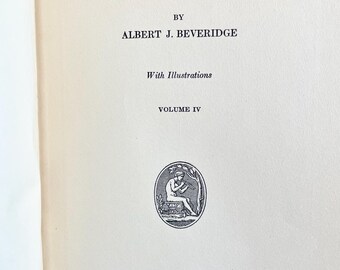 BY
ALBERT J. BEVERIDGE
With Illustrations
VOLUME IV